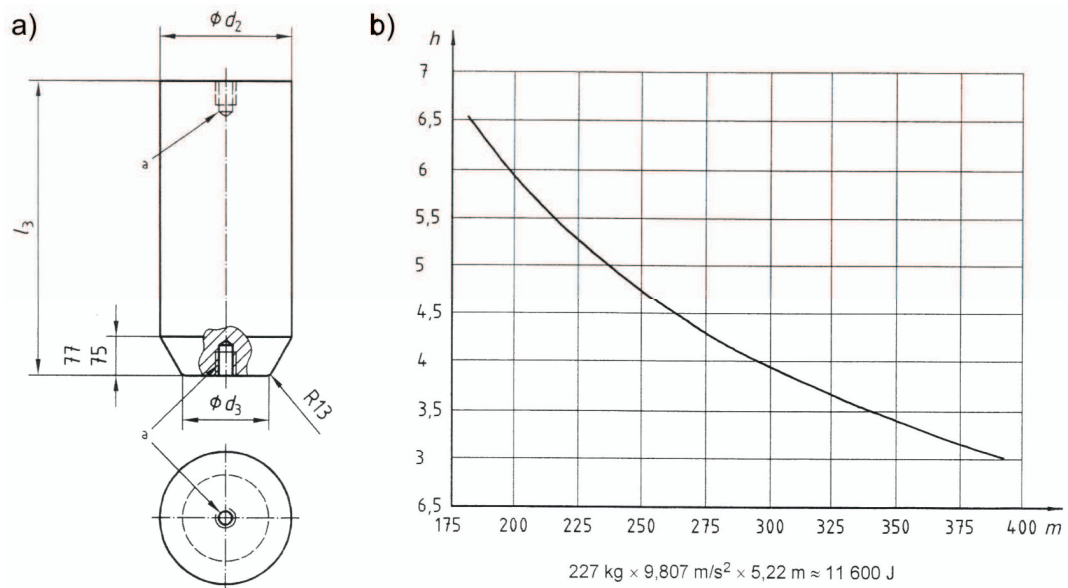 a)
ϕ d2
a
l3
77
75
ϕ d3
R13
a
b)
h
7
6,5
6
5,5
5
4,5
4
3,5
3
6,5
175 200 225 250 275 300 325 350 375 400 m
227 kg × 9,807 m/s² × 5,22 m ≈ 11 600 J